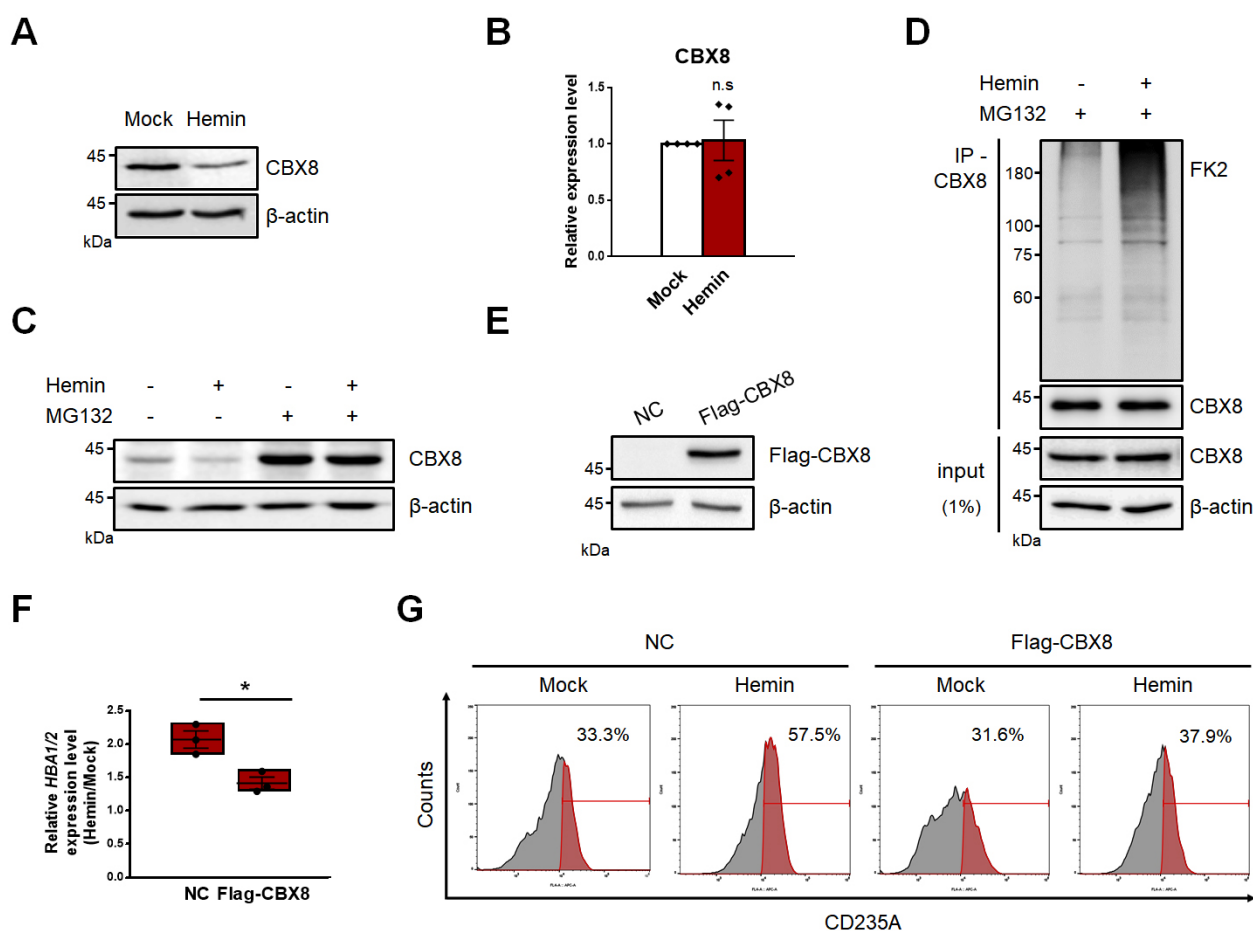 A
Mock Hemin
45
CBX8
45
β-actin
kDa
B
CBX8
n.s
Relative expression level
1.5
1.0
0.5
0.0
Mock
Hemin
C
Hemin - + - +
MG132 - - + +
45
CBX8
45
β-actin
kDa
D
Hemin - +
MG132 + +
IP -
CBX8
180
100
75
60
FK2
45
CBX8
input
(1%)
45
CBX8
45
β-actin
kDa
E
NC Flag-CBX8
45
Flag-CBX8
45
β-actin
kDa
F
*
Relative HBA1/2
expression level
(Hemin/Mock)
2.5
2.0
1.5
1.0
0.5
0.0
NC Flag-CBX8
G
NC Flag-CBX8
Mock Hemin Mock Hemin
33.3% 57.5% 31.6% 37.9%
Counts
CD235A